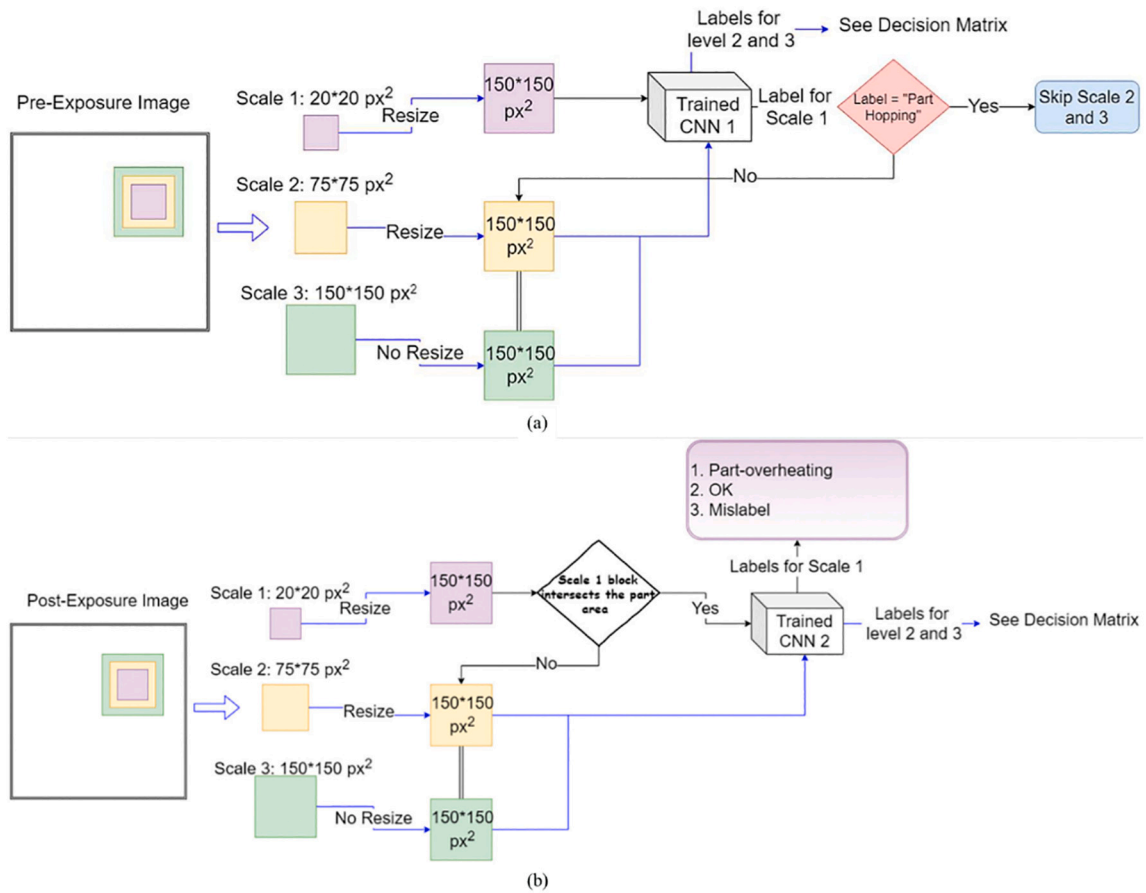 Labels for
level 2 and 3
See Decision Matrix
Pre-Exposure Image
Scale 1: 20*20 px²
Resize
150*150
px²
Trained
CNN 1
Label for
Scale 1
Label = "Part
Hopping"
Yes
Skip Scale 2
and 3
No
Scale 2: 75*75 px²
Resize
150*150
px²
Scale 3: 150*150 px²
No Resize
150*150
px²
(a)
1. Part-overheating
2. OK
3. Mislabel
Labels for Scale 1
Post-Exposure Image
Scale 1: 20*20 px²
Resize
150*150
px²
Scale 1 block
intersects the part
area
Yes
Trained
CNN 2
Labels for
level 2 and 3
See Decision Matrix
No
Scale 2: 75*75 px²
Resize
150*150
px²
Scale 3: 150*150 px²
No Resize
150*150
px²
(b)